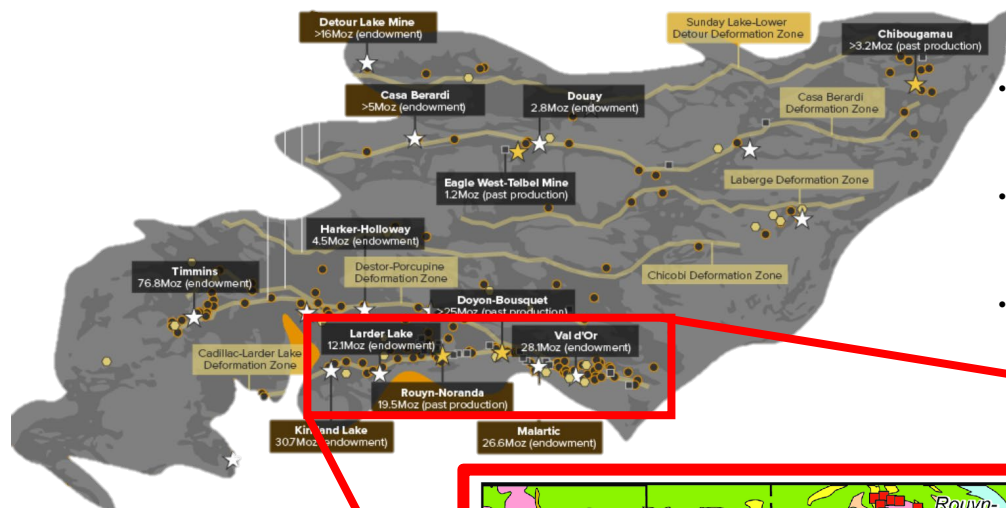 Detour Lake Mine
>16Moz (endowment)
Sunday Lake-Lower
Detour Deformation Zone
Chibougamau
>3.2Moz (past production)
Casa Berardi
>5Moz (endowment)
Douay
2.8Moz (endowment)
Casa Berardi
Deformation Zone
Eagle West-Telbel Mine
1.2Moz (past production)
Laberge Deformation Zone
Harker-Holloway
4.5Moz (endowment)
Timmins
76.8Moz (endowment)
Destor-Porcupine
Deformation Zone
Chicobi Deformation Zone
Doyon-Bousquet
>25Moz (past production)
Larder Lake
12.1Moz (endowment)
Val d'Or
28.1Moz (endowment)
Cadillac-Larder Lake
Deformation Zone
Rouyn-Noranda
19.5Moz (past production)
Kirkland Lake
30.7Moz (endowment)
Malartic
26.6Moz (endowment)
Rouyn-